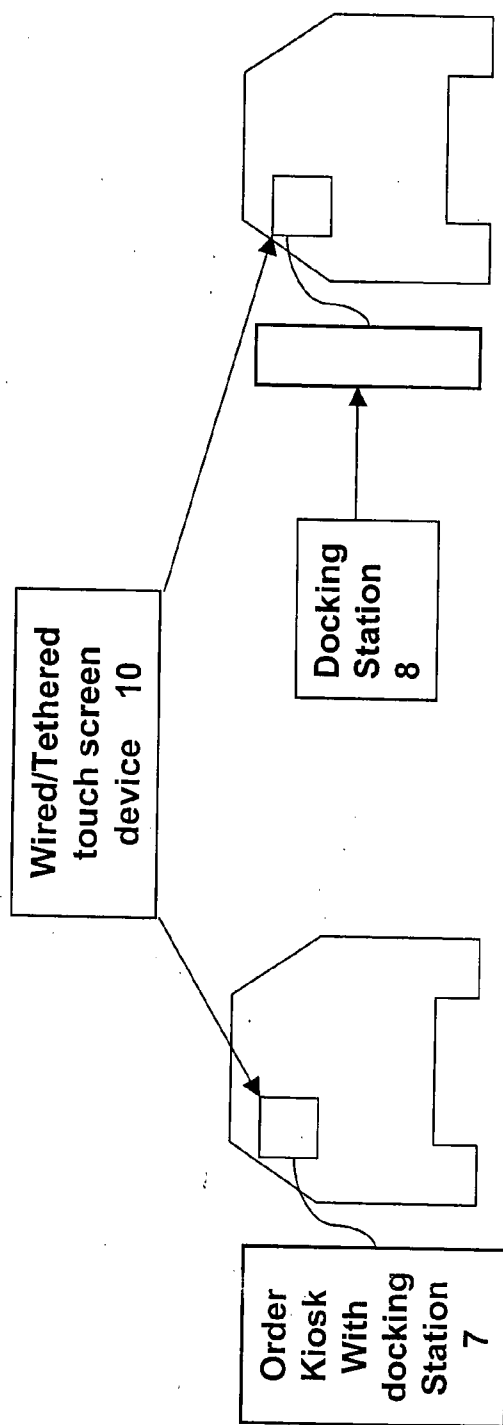 Wired/Tethered
touch screen
device 10
Order
Kiosk
With
docking
Station
7
Docking
Station
8